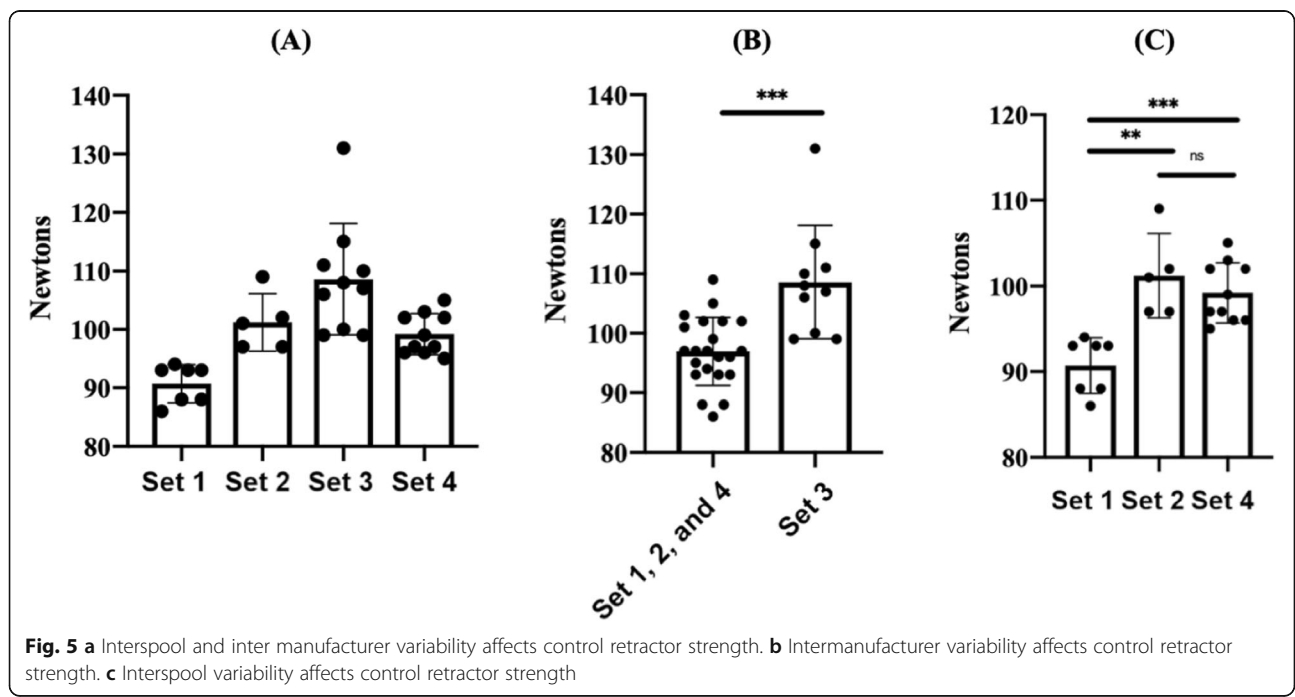 (A)
(B)
(C)
Newtons
140
130
120
110
100
90
80
Set 1 Set 2 Set 3 Set 4
Newtons
140
130
120
110
100
90
80
***
Set 1, 2, and 4
Set 3
Newtons
120
110
100
90
80
***
**
ns
Set 1 Set 2 Set 4
Fig. 5 a Interspool and inter manufacturer variability affects control retractor strength. b Intermanufacturer variability affects control retractor
strength. c Interspool variability affects control retractor strength